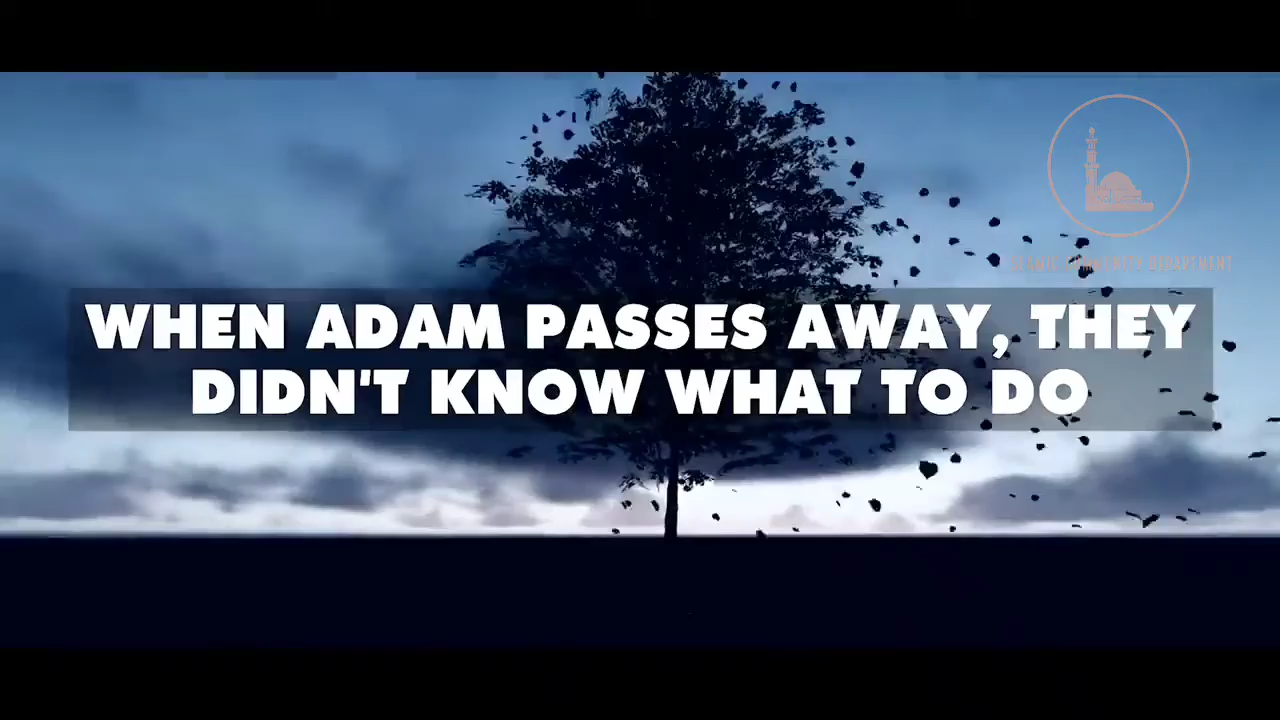 WHEN ADAM PASSES AWAY, THEY
DIDN'T KNOW WHAT TO DO